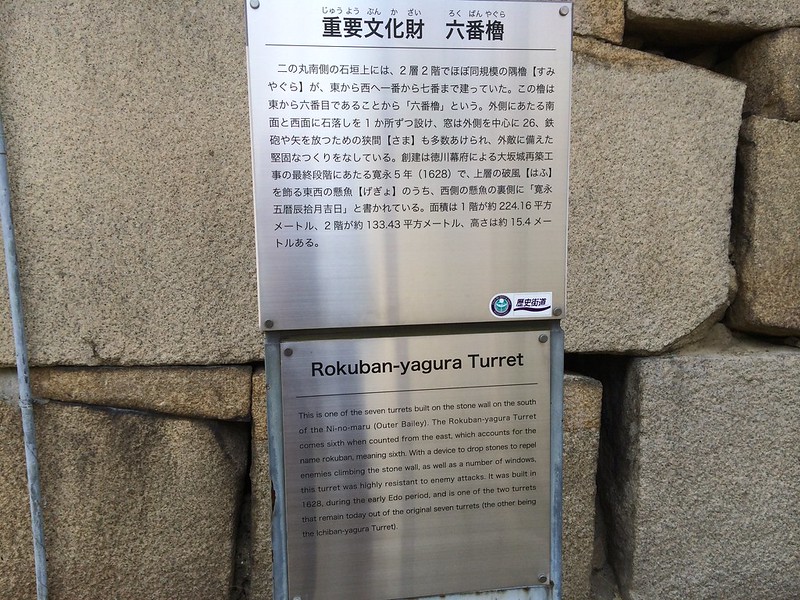 じゅうよう ぶん か ざい ろく ばん やぐら
重要文化財 六番櫓
二の丸南側の石垣上には、2層2階でほぼ同規模の隅櫓【すみ
やぐら】が、東から西へ一番から七番まで建っていた。この櫓は
東から六番目であることから「六番櫓」という。外側にあたる南
面と西面に石落しを1か所ずつ設け、窓は外側を中心に26、鉄
砲や矢を放つための狭間【さま】も多数あけられ、外敵に備えた
堅固なつくりをなしている。創建は徳川幕府による大坂城再築工
事の最終段階にあたる寛永5年（1628）で、上層の破風【はふ】
を飾る東西の懸魚【げぎょ】のうち、西側の懸魚の裏側に「寛永
五暦辰拾月吉日」と書かれている。面積は1階が約224.16平方
メートル、2階が約133.43平方メートル、高さは約15.4メー
トルある。
歴史街道
Rokuban-yagura Turret
This is one of the seven turrets built on the stone wall on the south
of the Ni-no-maru (Outer Bailey). The Rokuban-yagura Turret
comes sixth when counted from the east, which accounts for the
name rokuban, meaning sixth. With a device to drop stones to repel
enemies climbing the stone wall, as well as a number of windows,
this turret was highly resistant to enemy attacks. It was built in
1628, during the early Edo period, and is one of the two turrets
that remain today out of the original seven turrets (the other being
the Ichiban-yagura Turret).